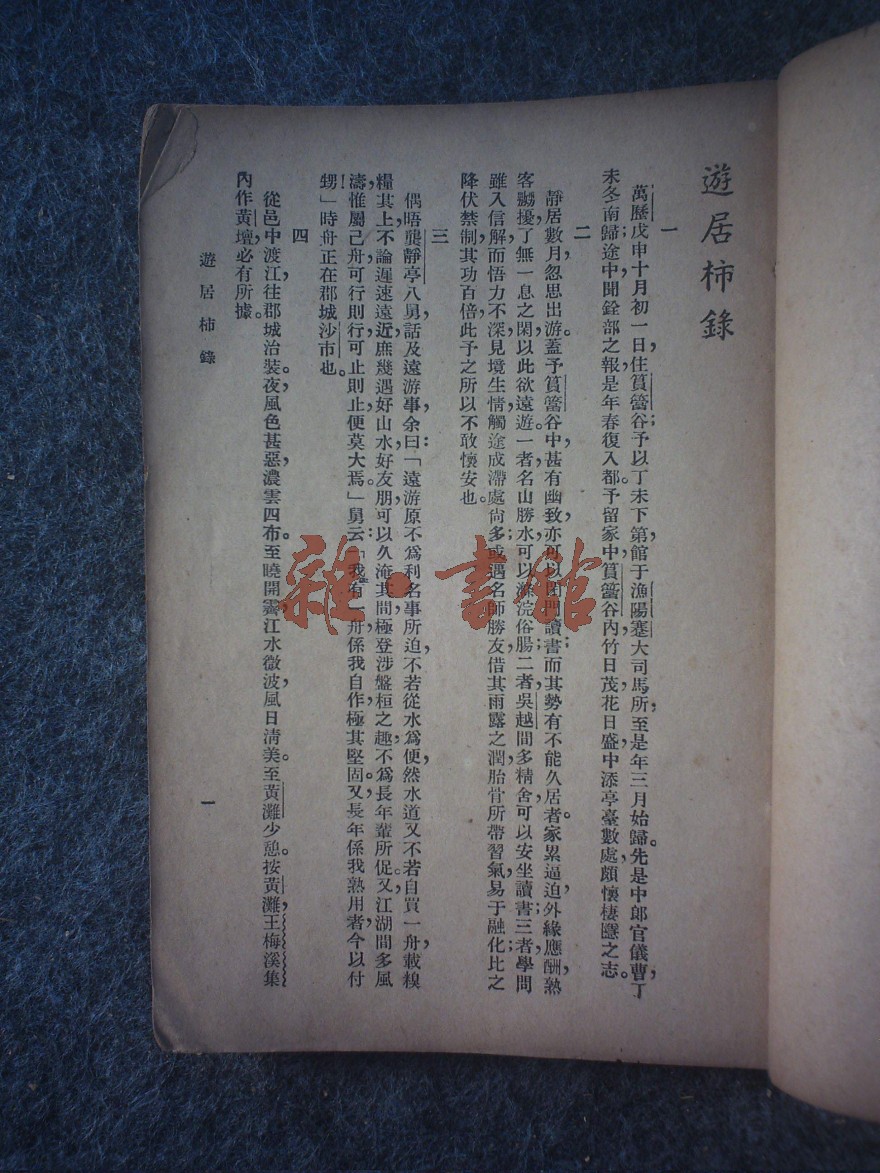 遊居柿錄
一
萬曆戊申十月初一日，住篔簹谷。予以丁未下第，館于漁陽蹇大司馬所，至是年三月始歸。先是中郎官儀曹，丁
未冬，南歸，途中聞銓部之報，是年春復入都。予留家中，篔簹谷內竹日茂，花日盛，中添亭臺數處，頗懷棲隱之志。
二
靜居數月，忽思出游。蓋予篔簹谷中，甚有幽致，亦可以閉門讀書；而其勢有不能久居者，家累逼迫，外緣應酬，熟
客嬲擾，了無一息之閑。以此欲遠遊。一者，名山勝水，可以滌浣俗腸；二者，吳越間多精舍，可以安坐讀書；三者，學問
雖入信解，而悟力不深，見境生情，觸途成滯處尚多；或遇名師勝友，借其雨露之潤，胎骨所帶習氣，易于融化，比之
降伏禁制，其功百倍。此予之所以不敢懷安也。
三
偶晤龔靜亭八舅，話及遠游事，余曰：「遠游原不爲利名事所迫，不若從水爲便，然水道又不若自買一舟，載糗
糧其上，不論遲速遠近，庶幾遇好山水，好友朋，可以久淹其間，極登涉盤桓之趣，不爲長年輩所促。又江湖間多風
濤，惟屬己舟，可行則行，可止則止，便莫大焉。」舅云：「我有一舟，係我自作，極其堅固。又長年係我熟用者，今以付
甥」時舟正在郡城沙市也。
四
從邑中渡江，往郡城治裝。夜，風色甚惡，濃雲四布。至曉開霽，江水微波，風日清美。至黃灘少憩。按黃灘，王梅溪集
內作黃壇，必有所據。
遊居柿錄
一
雜·書館